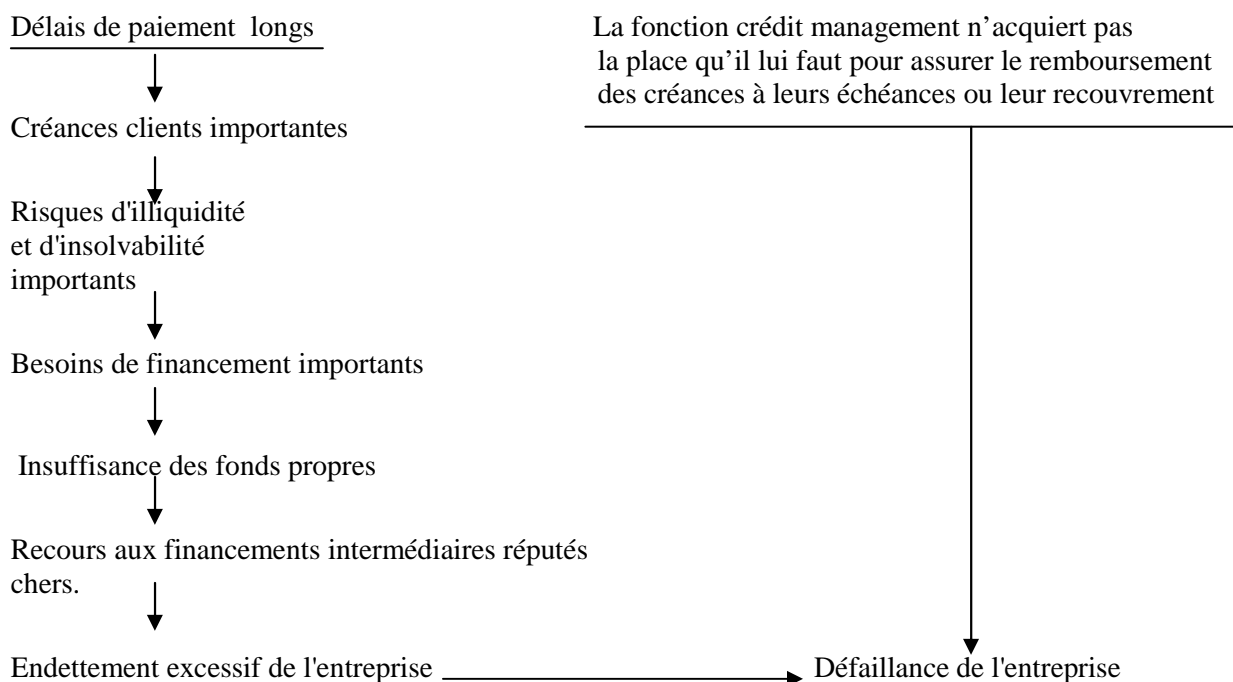 Délais de paiement longs
Créances clients importantes
Risques d'illiquidité
et d'insolvabilité
importants
Besoins de financement importants
Insuffisance des fonds propres
Recours aux financements intermédiaires réputés
chers.
Endettement excessif de l'entreprise
La fonction crédit management n’acquiert pas
la place qu’il lui faut pour assurer le remboursement
des créances à leurs échéances ou leur recouvrement
Défaillance de l'entreprise